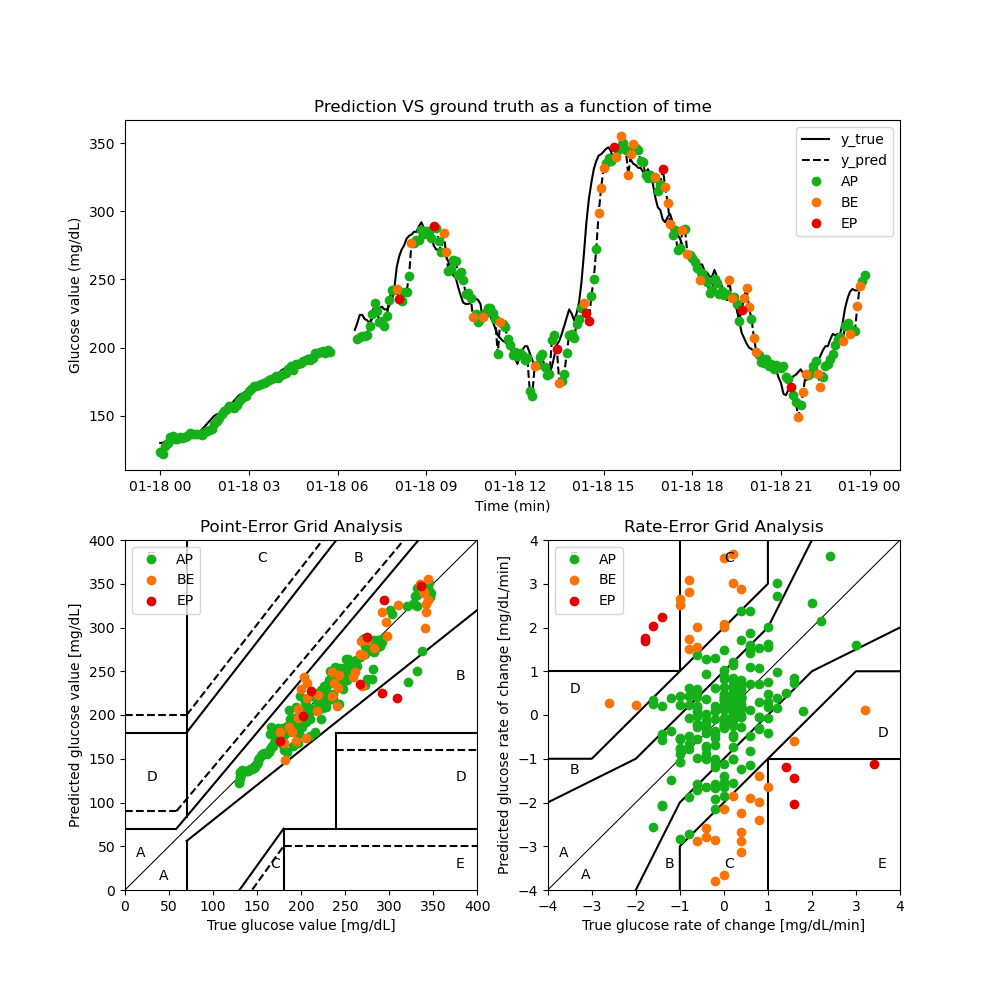 Prediction VS ground truth as a function of time
Glucose value (mg/dL)
350
300
250
200
150
y_true
y_pred
AP
BE
EP
01-18 00 01-18 03 01-18 06 01-18 09 01-18 12 01-18 15 01-18 18 01-18 21 01-19 00
Time (min)
Point-Error Grid Analysis
Predicted glucose value [mg/dL]
400
350
300
250
200
150
100
50
0
AP
BE
EP
C
B
B
D
D
A
A
C
E
0 50 100 150 200 250 300 350 400
True glucose value [mg/dL]
Rate-Error Grid Analysis
Predicted glucose rate of change [mg/dL/min]
4
3
2
1
0
−1
−2
−3
−4
AP
BE
EP
C
D
D
B
A
A
B
C
E
−4 −3 −2 −1 0 1 2 3 4
True glucose rate of change [mg/dL/min]